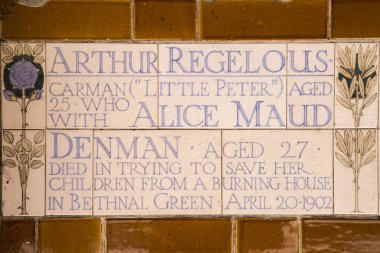 ARTHUR REGELOUS
CARMAN ("LITTLE PETER") AGED
25 · WHO
WITH ALICE MAUD
DENMAN · AGED 27 ·
DIED IN TRYING TO SAVE HER
CHILDREN FROM A BURNING HOUSE
IN BETHNAL GREEN · APRIL 20 · 1902